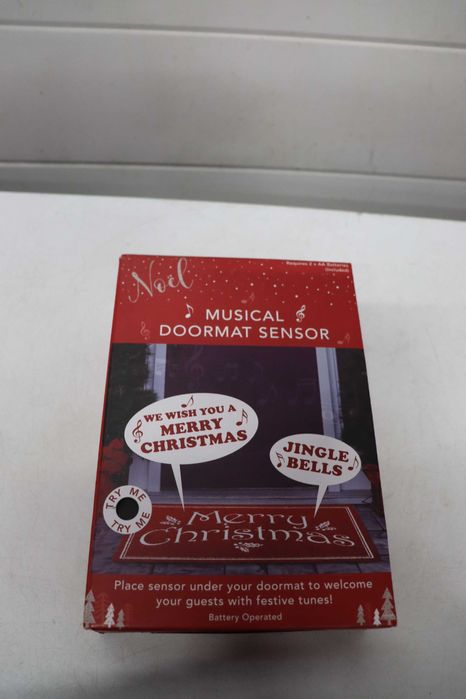 Requires 2 x AA Batteries
(included)
Noël
MUSICAL
DOORMAT SENSOR
WE WISH YOU A
MERRY
CHRISTMAS
JINGLE
BELLS
TRY ME
TRY ME
Merry
Christmas
Place sensor under your doormat to welcome
your guests with festive tunes!
Battery Operated